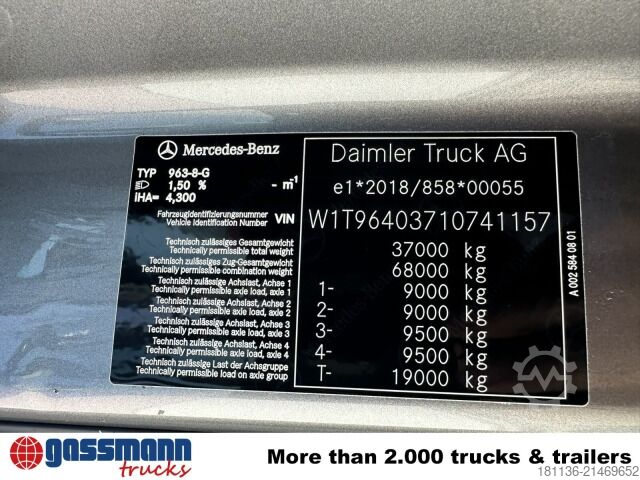 Mercedes-Benz
TYP 963-8-G
1,50 % - m⁻¹
iHA= 4,300
Fahrzeugidentifizierungsnummer
Vehicle Identification Number VIN
Technisch zulässiges Gesamtgewicht
Technically permissible total weight
Technisch zulässiges Zug-Gesamtgewicht
Technically permissible combination weight
Technisch zulässige Achslast, Achse 1
Technically permissible axle load, axle 1
Technisch zulässige Achslast, Achse 2
Technically permissible axle load, axle 2
Technisch zulässige Achslast, Achse 3
Technically permissible axle load, axle 3
Technisch zulässige Achslast, Achse 4
Technically permissible axle load, axle 4
Technisch zulässige Last der Achsgruppe
Technically permissible load on axle group
Daimler Truck AG
e1*2018/858*00055
W1T96403710741157
37000 kg
68000 kg
1- 9000 kg
2- 9000 kg
3- 9500 kg
4- 9500 kg
T- 19000 kg
A 002 584 08 01
gassmann
trucks
More than 2.000 trucks & trailers
181136-21469652